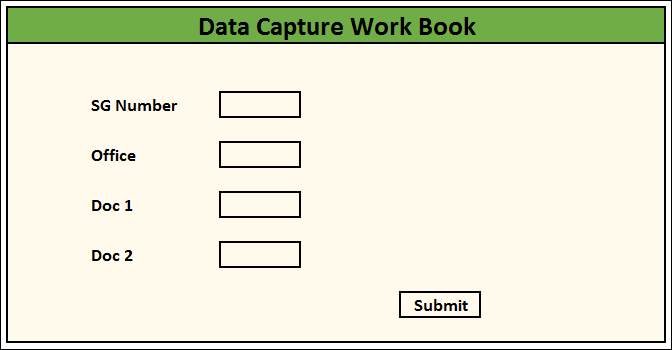 Data Capture Work Book
SG Number
Office
Doc 1
Doc 2
Submit